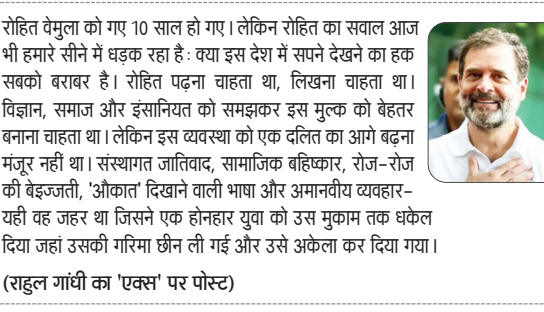 रोहित वेमुला को गए 10 साल हो गए। लेकिन रोहित का सवाल आज
भी हमारे सीने में धड़क रहा है : क्या इस देश में सपने देखने का हक
सबको बराबर है। रोहित पढ़ना चाहता था, लिखना चाहता था।
विज्ञान, समाज और इंसानियत को समझकर इस मुल्क को बेहतर
बनाना चाहता था। लेकिन इस व्यवस्था को एक दलित का आगे बढ़ना
मंजूर नहीं था। संस्थागत जातिवाद, सामाजिक बहिष्कार, रोज-रोज
की बेइज्जती, 'औकात' दिखाने वाली भाषा और अमानवीय व्यवहार-
यही वह जहर था जिसने एक होनहार युवा को उस मुकाम तक धकेल
दिया जहां उसकी गरिमा छीन ली गई और उसे अकेला कर दिया गया।
(राहुल गांधी का 'एक्स' पर पोस्ट)